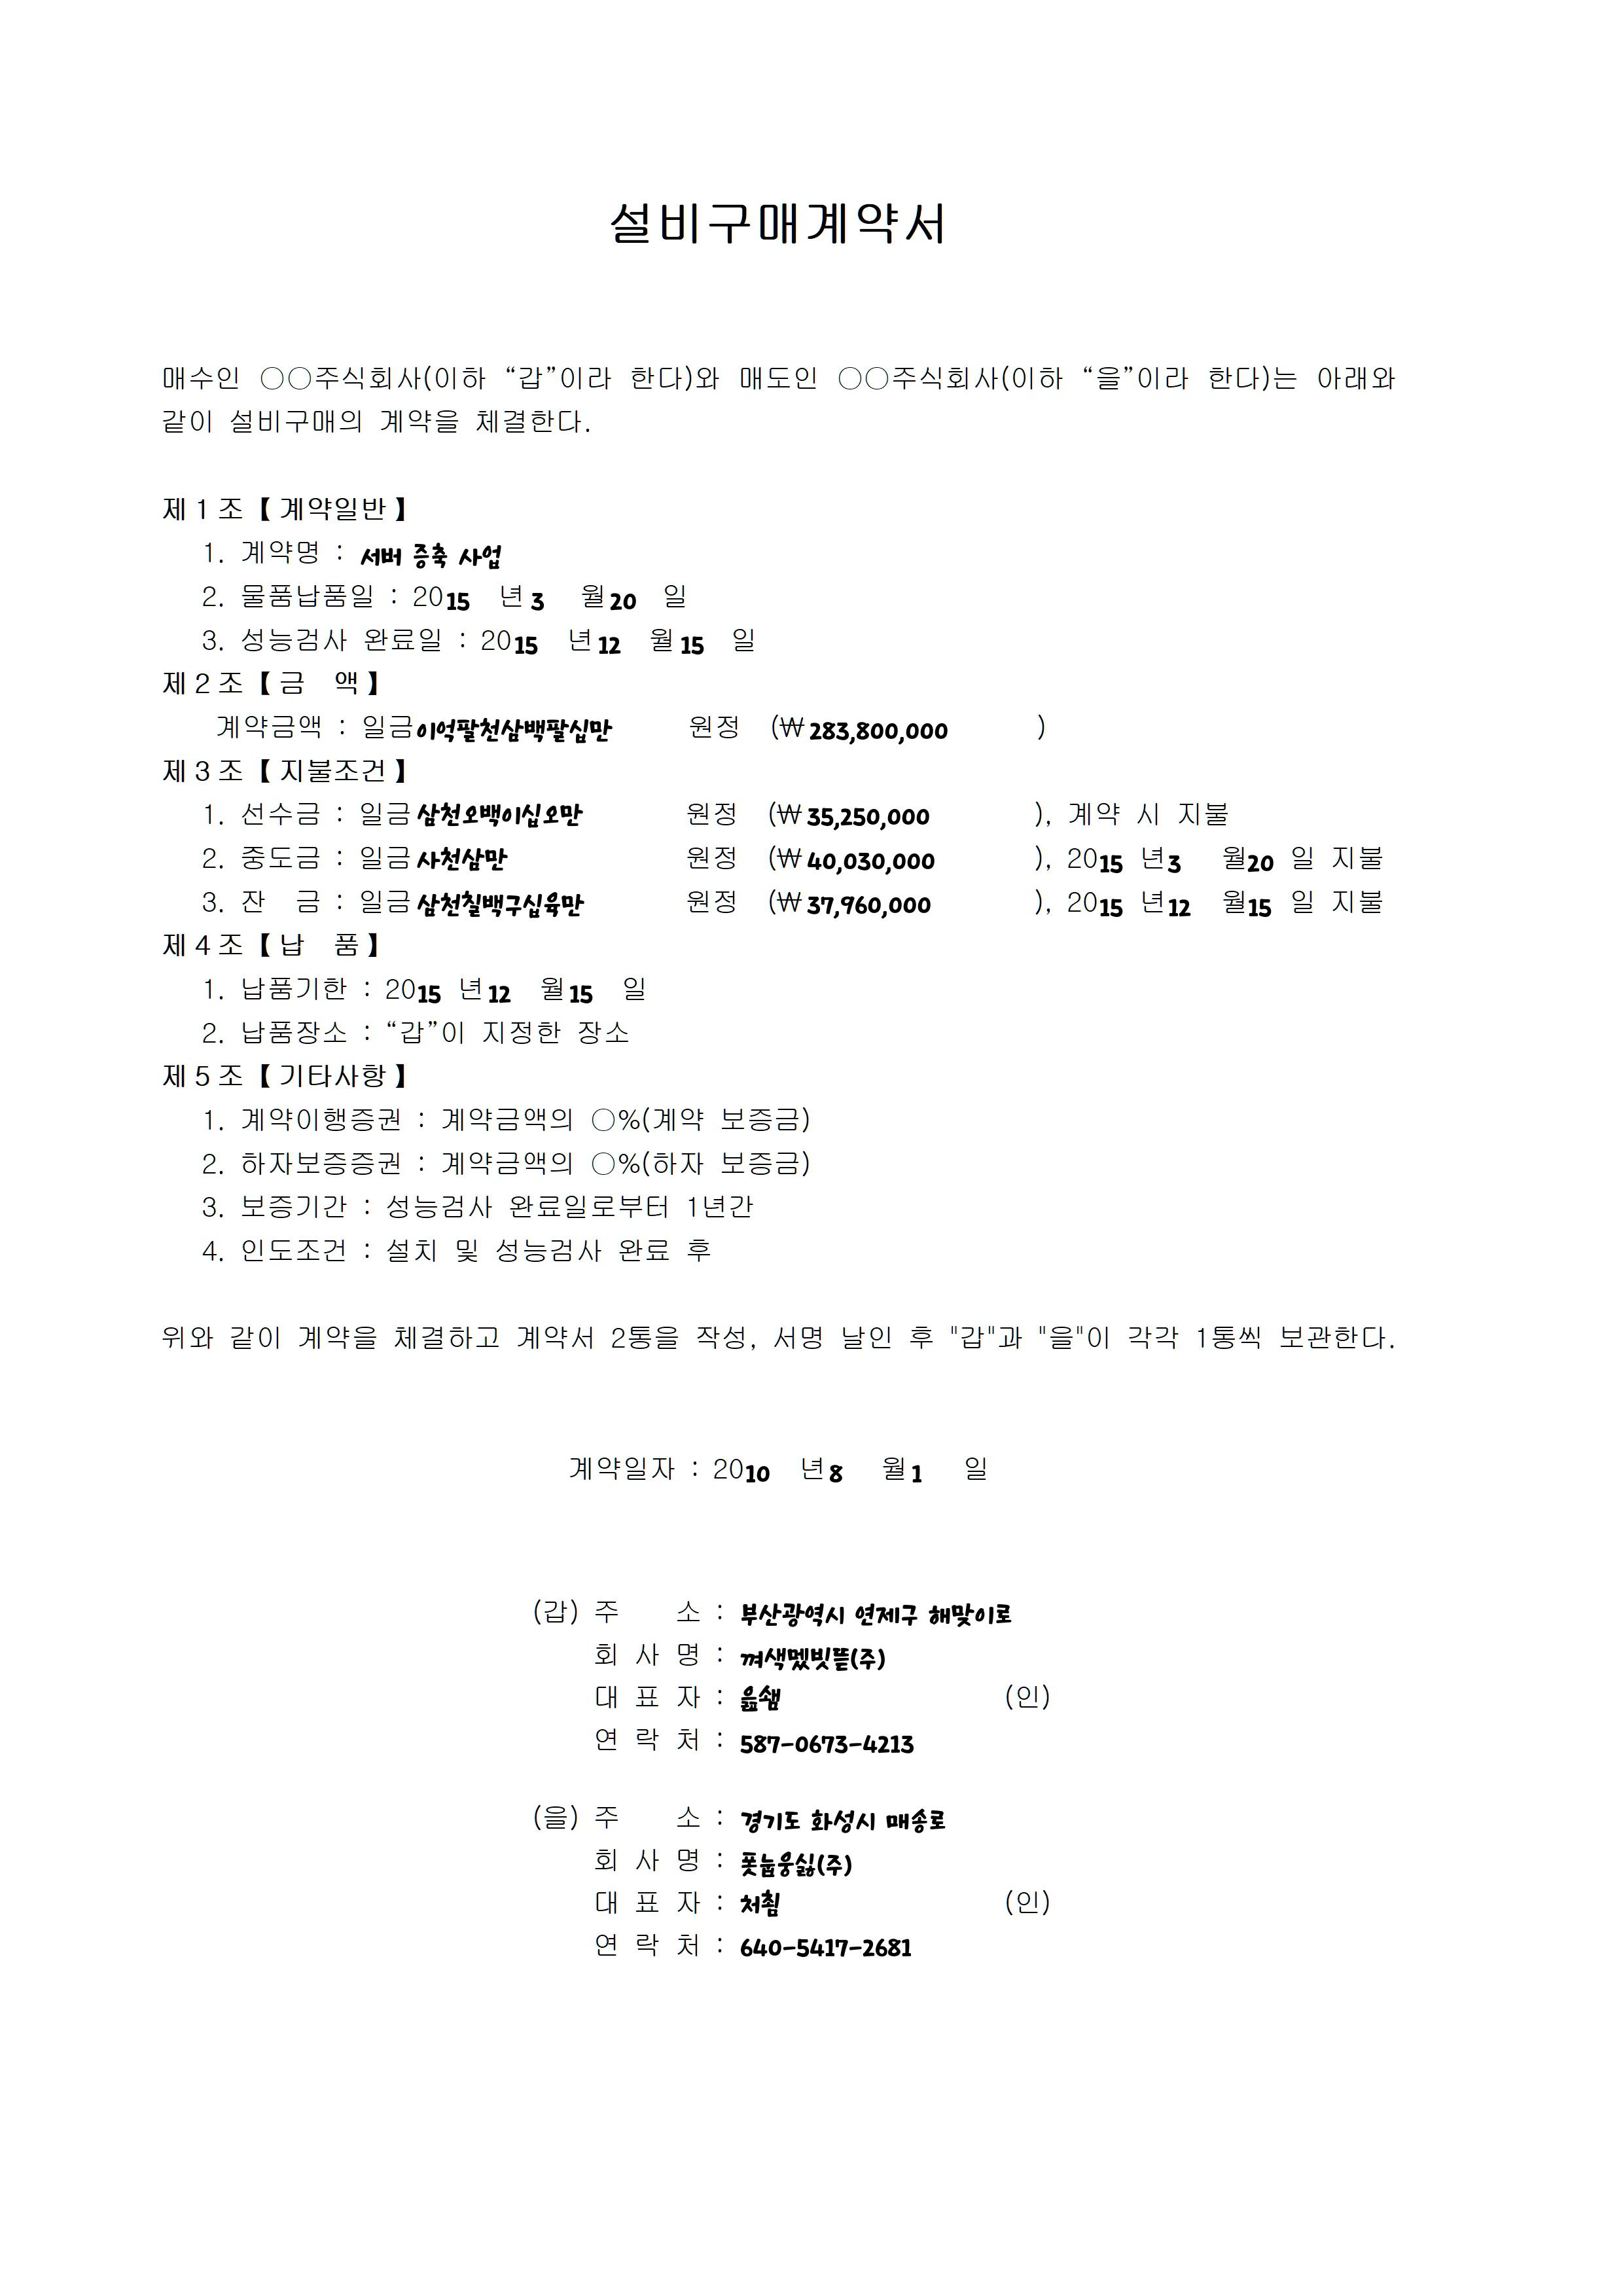 설비구매계약서
매수인 ○○주식회사(이하 “갑”이라 한다)와 매도인 ○○주식회사(이하 “을”이라 한다)는 아래와
같이 설비구매의 계약을 체결한다.
제1조【계약일반】
1. 계약명 : 서버 증축 사업
2. 물품납품일 : 2015 년 3 월 20 일
3. 성능검사 완료일 : 2015 년 12 월 15 일
제2조【금 액】
계약금액 : 일금 이억팔천삼백팔십만 원정 (₩ 283,800,000 )
제3조【지불조건】
1. 선수금 : 일금 삼천오백이십오만 원정 (₩ 35,250,000 ), 계약 시 지불
2. 중도금 : 일금 사천삼만 원정 (₩ 40,030,000 ), 2015 년 3 월 20 일 지불
3. 잔 금 : 일금 삼천칠백구십육만 원정 (₩ 37,960,000 ), 2015 년 12 월 15 일 지불
제4조【납 품】
1. 납품기한 : 2015 년 12 월 15 일
2. 납품장소 : “갑”이 지정한 장소
제5조【기타사항】
1. 계약이행증권 : 계약금액의 ○%(계약 보증금)
2. 하자보증증권 : 계약금액의 ○%(하자 보증금)
3. 보증기간 : 성능검사 완료일로부터 1년간
4. 인도조건 : 설치 및 성능검사 완료 후
위와 같이 계약을 체결하고 계약서 2통을 작성, 서명 날인 후 "갑"과 "을"이 각각 1통씩 보관한다.
계약일자 : 2010 년 8 월 1 일
(갑) 주 소 : 부산광역시 연제구 해맞이로
회 사 명 :
대 표 자 : (인)
연 락 처 : 587-0673-4213
(을) 주 소 : 경기도 화성시 매송로
회 사 명 :
대 표 자 : (인)
연 락 처 : 640-5417-2681